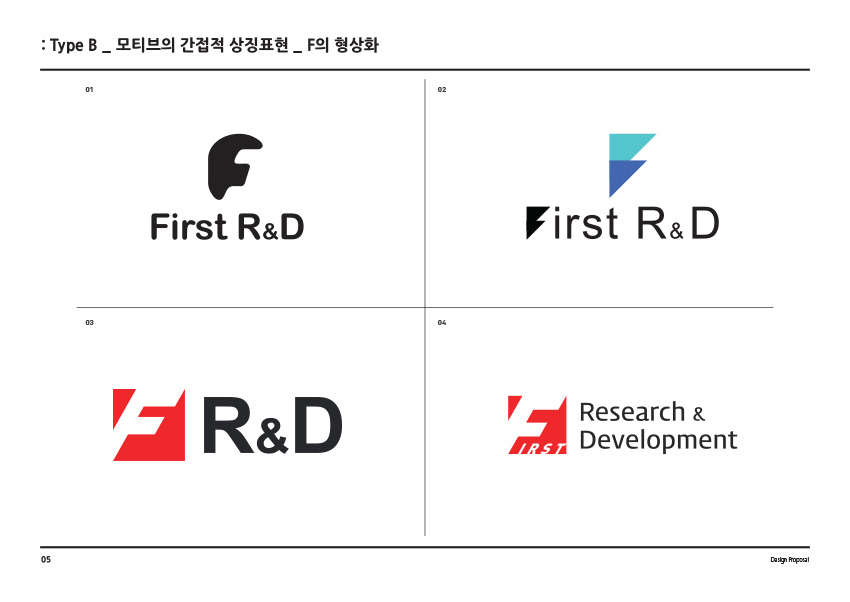 : Type B _ 모티브의 간접적 상징표현 _ F의 형상화
01
First R&D
02
First R&D
03
F R&D
04
FIRST
Research &
Development
05
Design Proposal